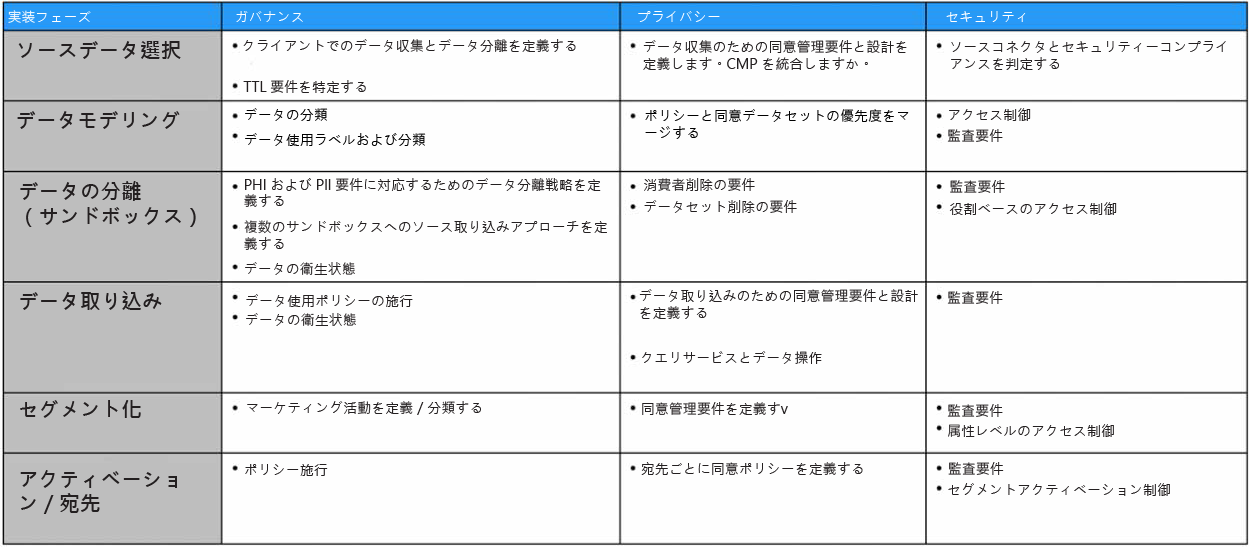 実装フェーズ ガバナンス プライバシー セキュリティ
ソースデータ選択
• クライアントでのデータ収集とデータ分離を定義する
• TTL 要件を特定する
• データ収集のための同意管理要件と設計を
定義します。CMP を統合しますか。
• ソースコネクタとセキュリティーコンプライ
アンスを判定する
データモデリング
• データの分類
• データ使用ラベルおよび分類
• ポリシーと同意データセットの優先度をマ
ージする
• アクセス制御
• 監査要件
データの分離
(サンドボックス)
• PHI および PII 要件に対応するためのデータ分離戦略を定
義する
• 複数のサンドボックスへのソース取り込みアプローチを定
義する
• データの衛生状態
• 消費者削除の要件
• データセット削除の要件
• 監査要件
• 役割ベースのアクセス制御
データ取り込み
• データ使用ポリシーの施行
• データの衛生状態
• データ取り込みのための同意管理要件と設計
を定義する
• クエリサービスとデータ操作
• 監査要件
セグメント化
• マーケティング活動を定義 / 分類する
• 同意管理要件を定義すv
• 監査要件
• 属性レベルのアクセス制御
アクティベーショ
ン / 宛先
• ポリシー施行
• 宛先ごとに同意ポリシーを定義する
• 監査要件
• セグメントアクティベーション制御